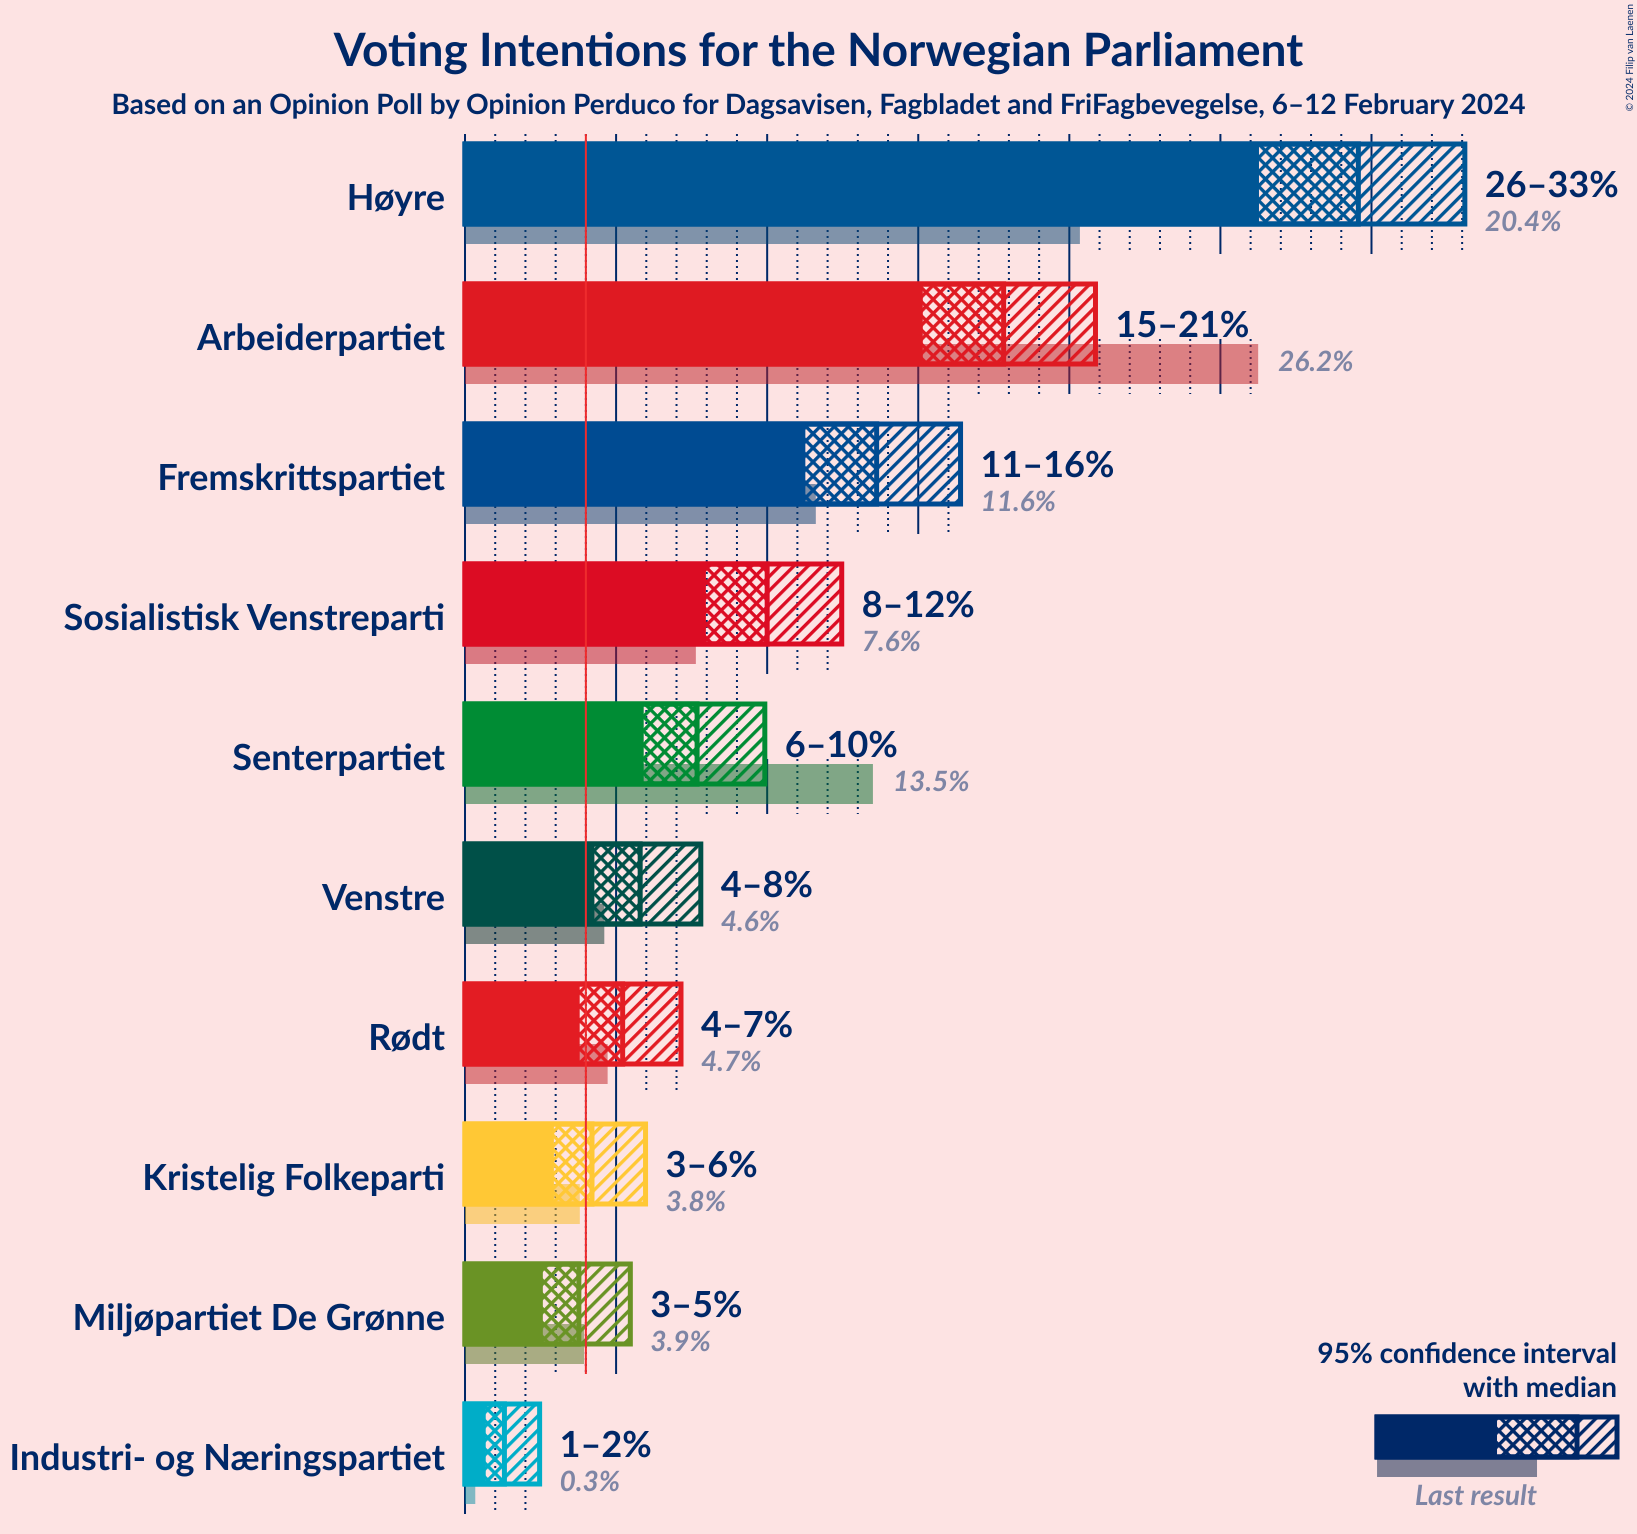 Voting Intentions for the Norwegian Parliament
Based on an Opinion Poll by Opinion Perduco for Dagsavisen, Fagbladet and FriFagbevegelse, 6–12 February 2024
© 2024 Filip van Laenen
Høyre
26–33%
20.4%
Arbeiderpartiet
15–21%
26.2%
Fremskrittspartiet
11–16%
11.6%
Sosialistisk Venstreparti
8–12%
7.6%
Senterpartiet
6–10%
13.5%
Venstre
4–8%
4.6%
Rødt
4–7%
4.7%
Kristelig Folkeparti
3–6%
3.8%
Miljøpartiet De Grønne
3–5%
3.9%
Industri- og Næringspartiet
1–2%
0.3%
95% confidence interval
with median
Last result